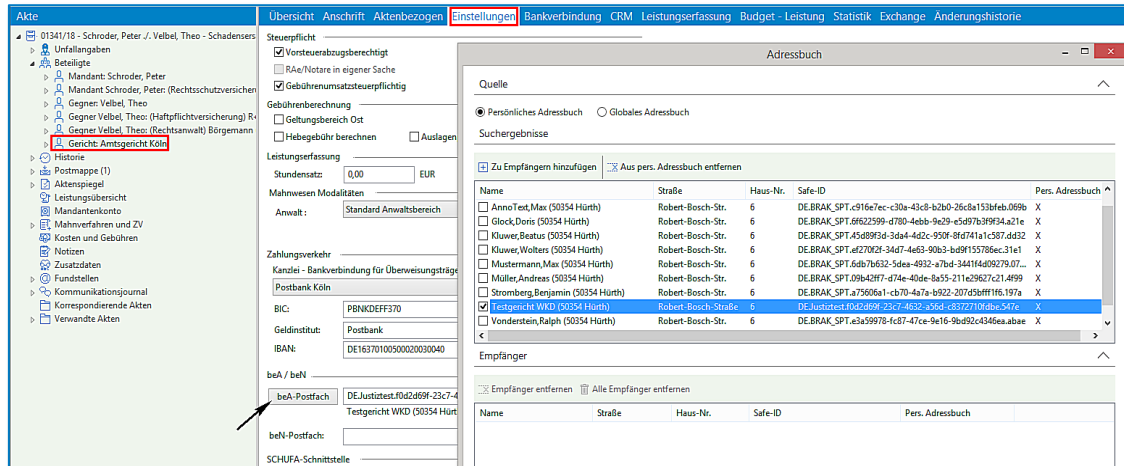 Akte
01341/18 - Schroder, Peter ./. Velbel, Theo - Schadensers
Unfallangaben
Beteiligte
Mandant: Schroder, Peter
Mandant Schroder, Peter: (Rechtsschutzversicheru
Gegner: Velbel, Theo
Gegner Velbel, Theo: (Haftpflichtversicherung) R+
Gegner Velbel, Theo: (Rechtsanwalt) Börgemann
Gericht: Amtsgericht Köln
Historie
Postmappe (1)
Aktenspiegel
Leistungsübersicht
Mandantenkonto
Mahnverfahren und ZV
Kosten und Gebühren
Notizen
Zusatzdaten
Fundstellen
Kommunikationsjournal
Korrespondierende Akten
Verwandte Akten
Übersicht Anschrift Aktenbezogen Einstellungen Bankverbindung CRM Leistungserfassung Budget - Leistung Statistik Exchange Änderungshistorie
Steuerpflicht
Vorsteuerabzugsberechtigt
RAe/Notare in eigener Sache
Gebührenumsatzsteuerpflichtig
Gebührenberechnung
Geltungsbereich Ost
Hebegebühr berechnen Auslagen
Leistungserfassung
Stundensatz: 0,00 EUR
Mahnwesen Modalitäten
Anwalt: Standard Anwaltsbereich
Zahlungsverkehr
Kanzlei - Bankverbindung für Überweisungsträge
Postbank Köln
BIC: PBNKDEFF370
Geldinstitut: Postbank
IBAN: DE16370100500020030040
beA / beN
beA-Postfach DE.Justiztest.f0d2d69f-23c7-4
Testgericht WKD (50354 Hürt
beN-Postfach:
SCHUFA-Schnittstelle
Adressbuch
Quelle
Persönliches Adressbuch Globales Adressbuch
Suchergebnisse
Zu Empfängern hinzufügen Aus pers. Adressbuch entfernen
Name Straße Haus-Nr. Safe-ID Pers. Adressbuch
AnnoText,Max (50354 Hürth) Robert-Bosch-Str. 6 DE.BRAK_SPT.c916e7ec-c30a-43c8-b2b0-26c8a153bfeb.069b X
Glock,Doris (50354 Hürth) Robert-Bosch-Str. 6 DE.BRAK_SPT.6f622599-d780-4ebb-9e29-e5d97b3f9f34.a21e X
Kluwer,Beatus (50354 Hürth) Robert-Bosch-Str. 6 DE.BRAK_SPT.45d89f3d-3da4-4d2c-950f-8fd741a1c587.dd32 X
Kluwer,Wolters (50354 Hürth) Robert-Bosch-Str. 6 DE.BRAK_SPT.ef270f2f-34d7-4e63-90b3-bd9f155786ec.31e1 X
Mustermann,Max (50354 Hürth) Robert-Bosch-Str. 6 DE.BRAK_SPT.6db7b632-5dea-4932-a7bd-3441f4d09279.07... X
Müller,Andreas (50354 Hürth) Robert-Bosch-Str. 6 DE.BRAK_SPT.09b42ff7-d74e-40de-8a55-211e29627c21.4f99 X
Stromberg,Benjamin (50354 Hürth) Robert-Bosch-Str. 6 DE.BRAK_SPT.a75606a1-cb70-4a7a-b922-207d5bfff1f6.197a X
Testgericht WKD (50354 Hürth) Robert-Bosch-Straße 6 DE.Justiztest.f0d2d69f-23c7-4632-a56d-c8372710fdbe.547e X
Vonderstein,Ralph (50354 Hürth) Robert-Bosch-Str. 6 DE.BRAK_SPT.e3a59978-fc87-47ce-9e16-9bd92c4346ea.abae X
Empfänger
Empfänger entfernen Alle Empfänger entfernen
Name Straße Haus-Nr. Safe-ID Pers. Adressbuch